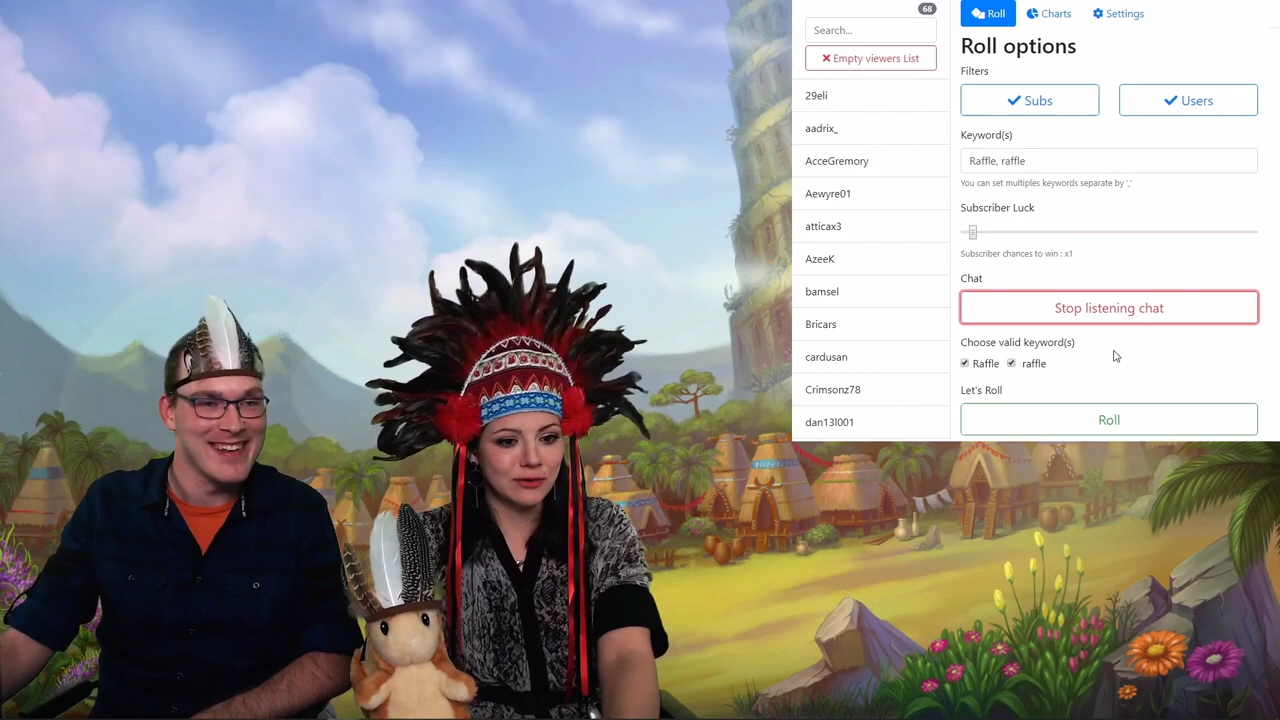 68
Search...
Empty viewers List
29eli
aadrix_
AcceGremory
Aewyre01
atticax3
AzeeK
bamsel
Bricars
cardusan
Crimsonz78
dan13l001
Roll Charts Settings
Roll options
Filters
Subs Users
Keyword(s)
Raffle, raffle
You can set multiples keywords separate by ','
Subscriber Luck
Subscriber chances to win : x1
Chat
Stop listening chat
Choose valid keyword(s)
Raffle raffle
Let's Roll
Roll